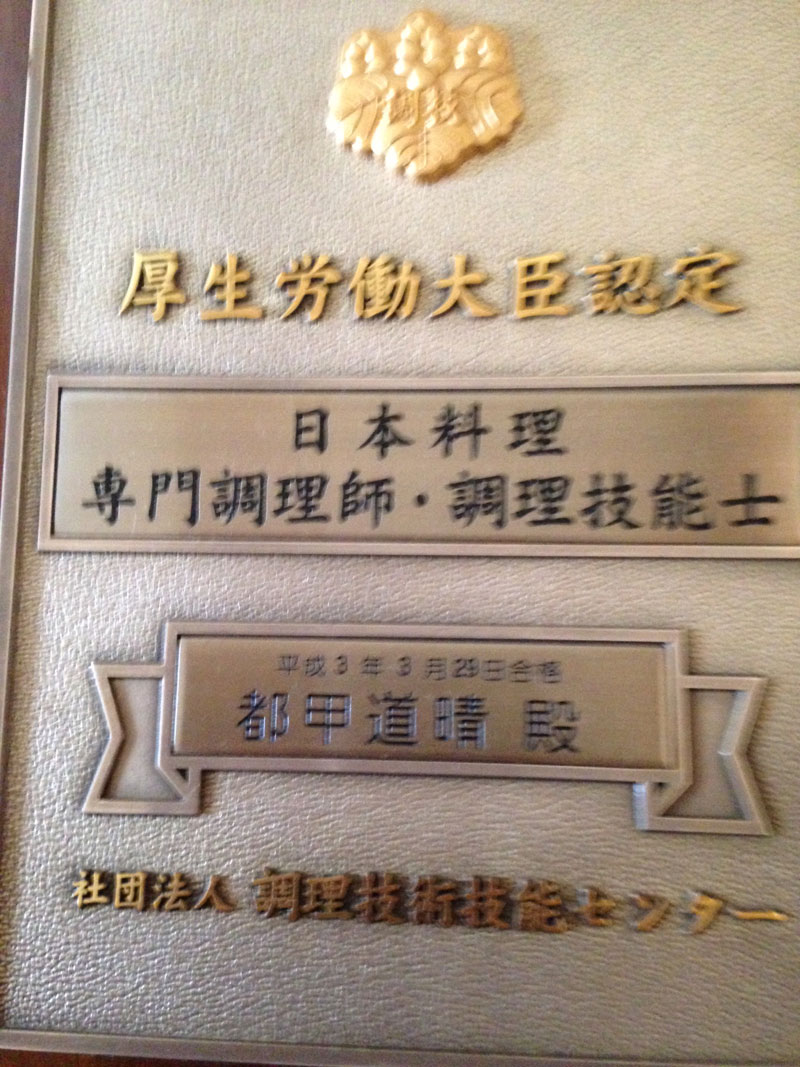 調技
厚生労働大臣認定
日本料理
専門調理師・調理技能士
平成3年3月29日合格
都甲道晴 殿
社団法人 調理技術技能センター